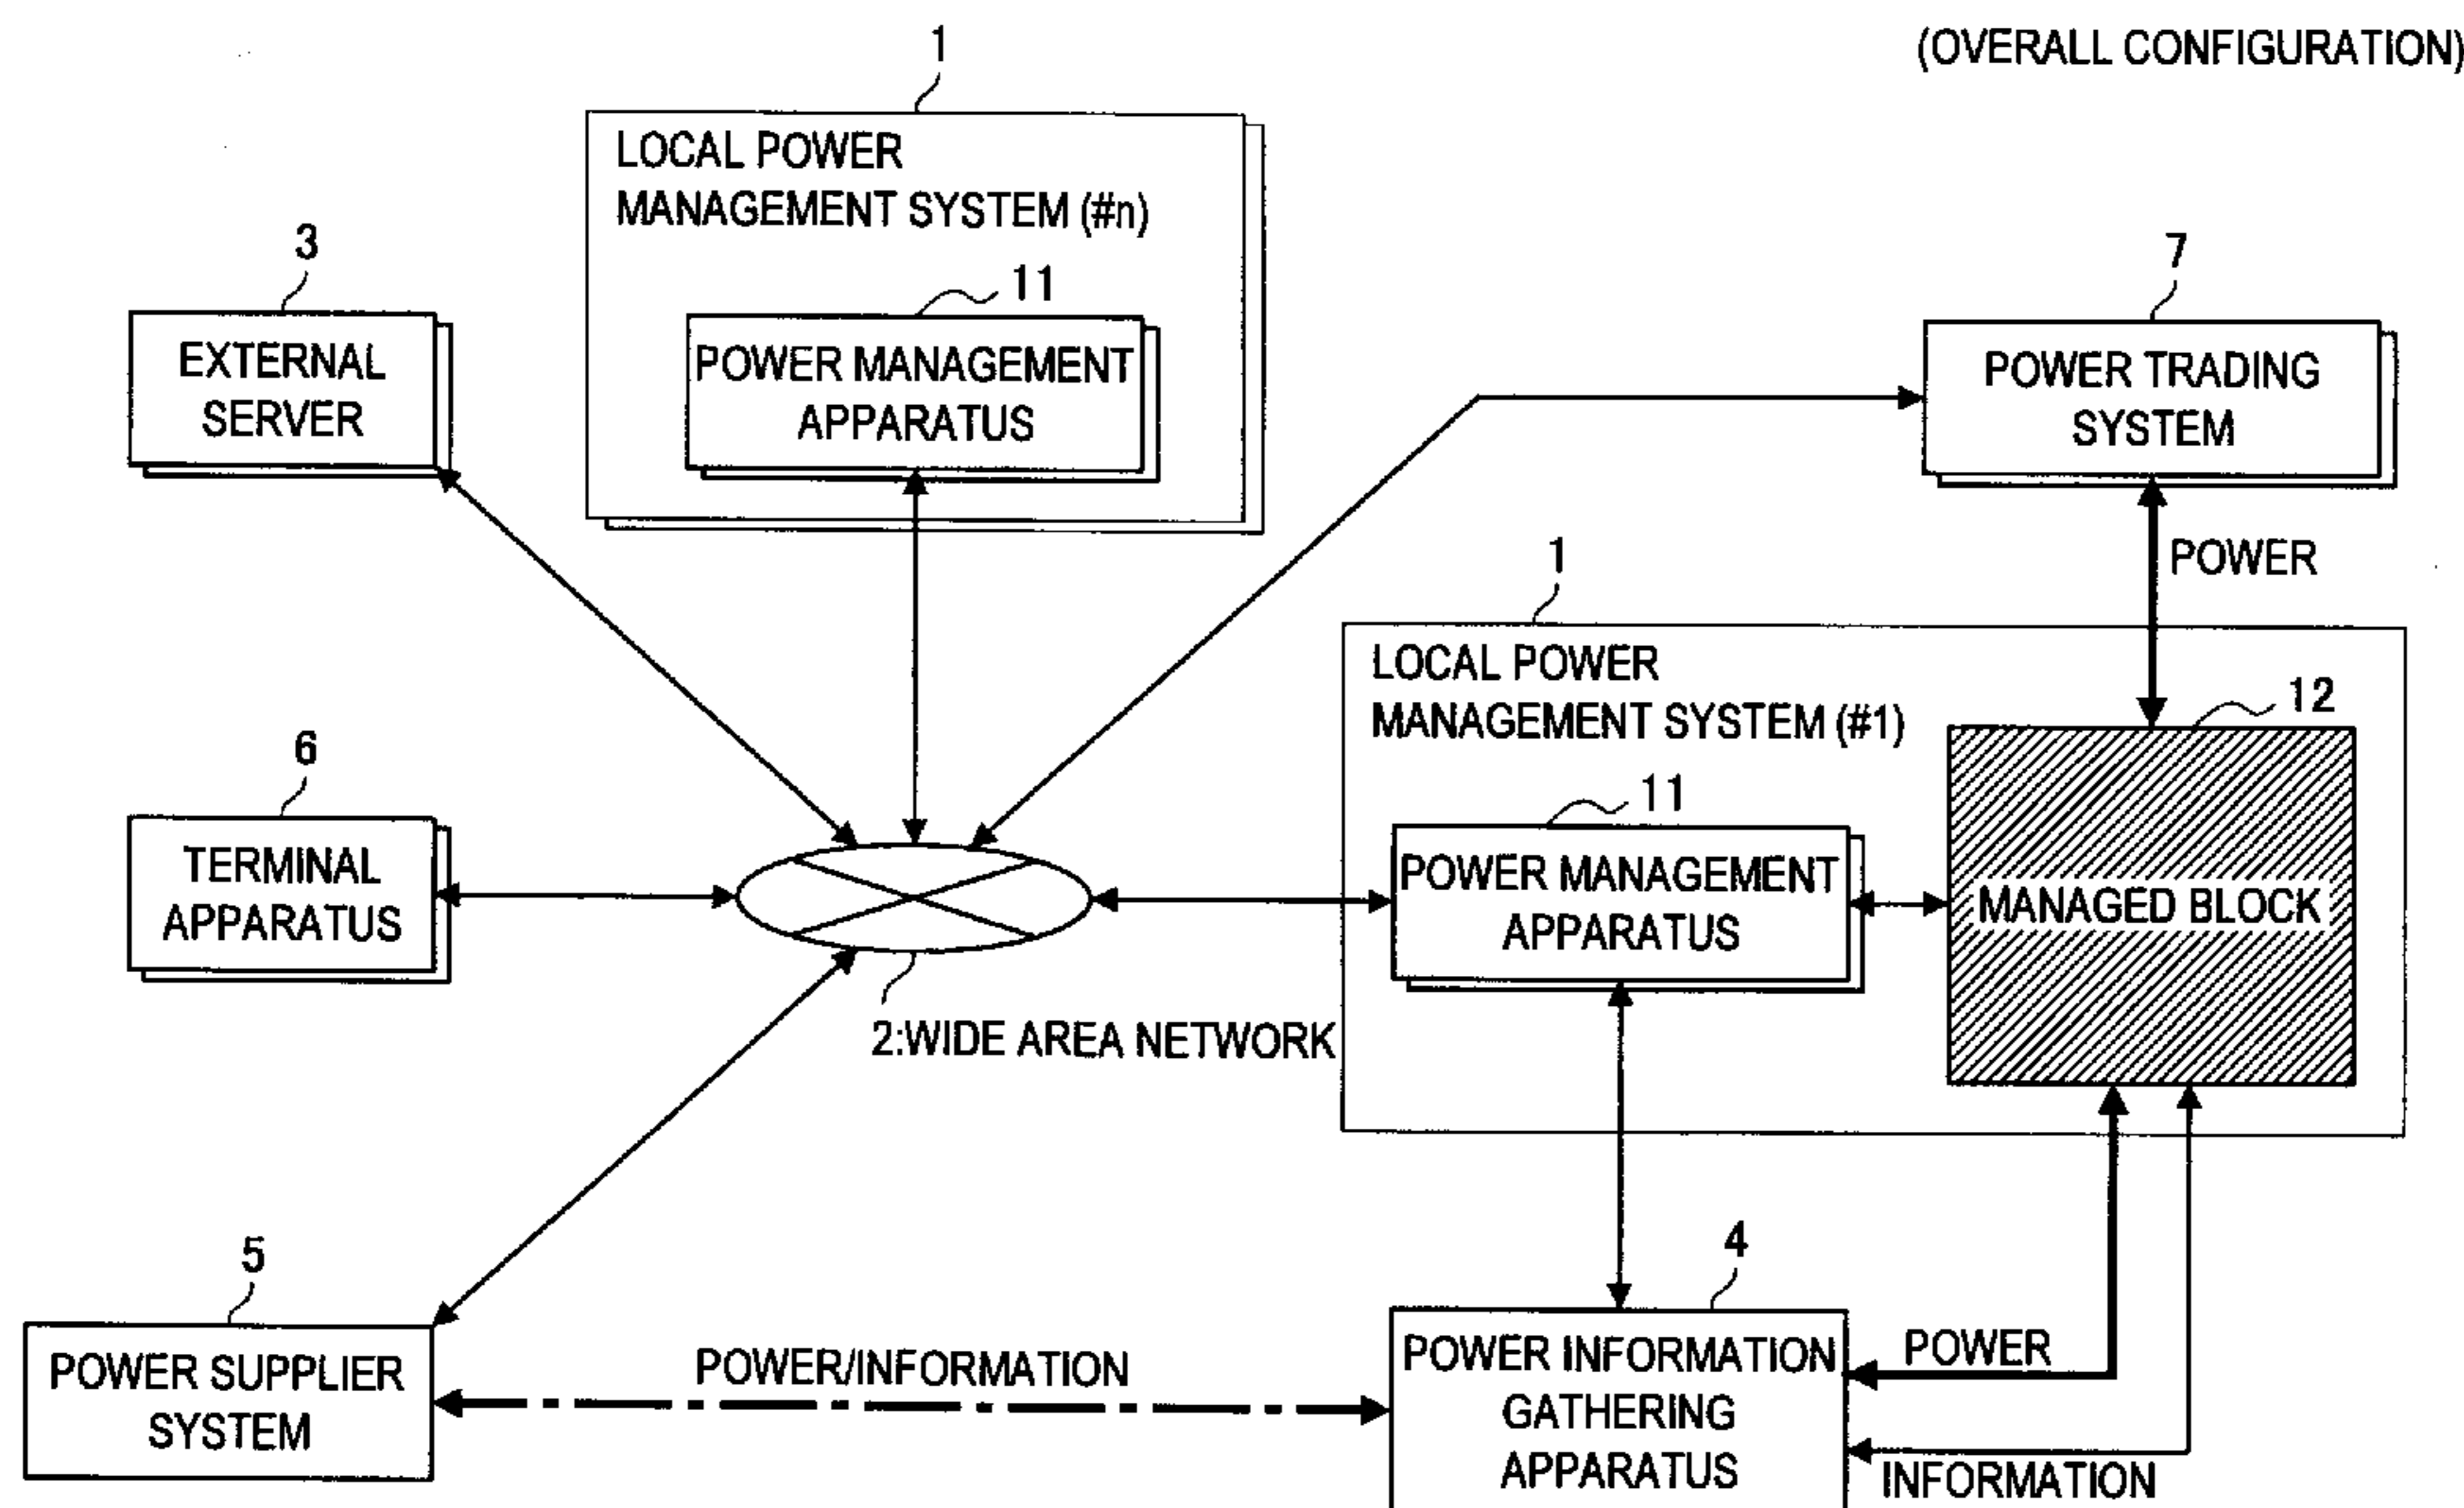 (OVERALL CONFIGURATION)
1
LOCAL POWER
MANAGEMENT SYSTEM (#n)
11
POWER MANAGEMENT
APPARATUS
3
EXTERNAL
SERVER
7
POWER TRADING
SYSTEM
POWER
1
LOCAL POWER
MANAGEMENT SYSTEM (#1)
12
MANAGED BLOCK
11
POWER MANAGEMENT
APPARATUS
6
TERMINAL
APPARATUS
2:WIDE AREA NETWORK
5
POWER SUPPLIER
SYSTEM
POWER/INFORMATION
4
POWER INFORMATION
GATHERING
APPARATUS
POWER
INFORMATION